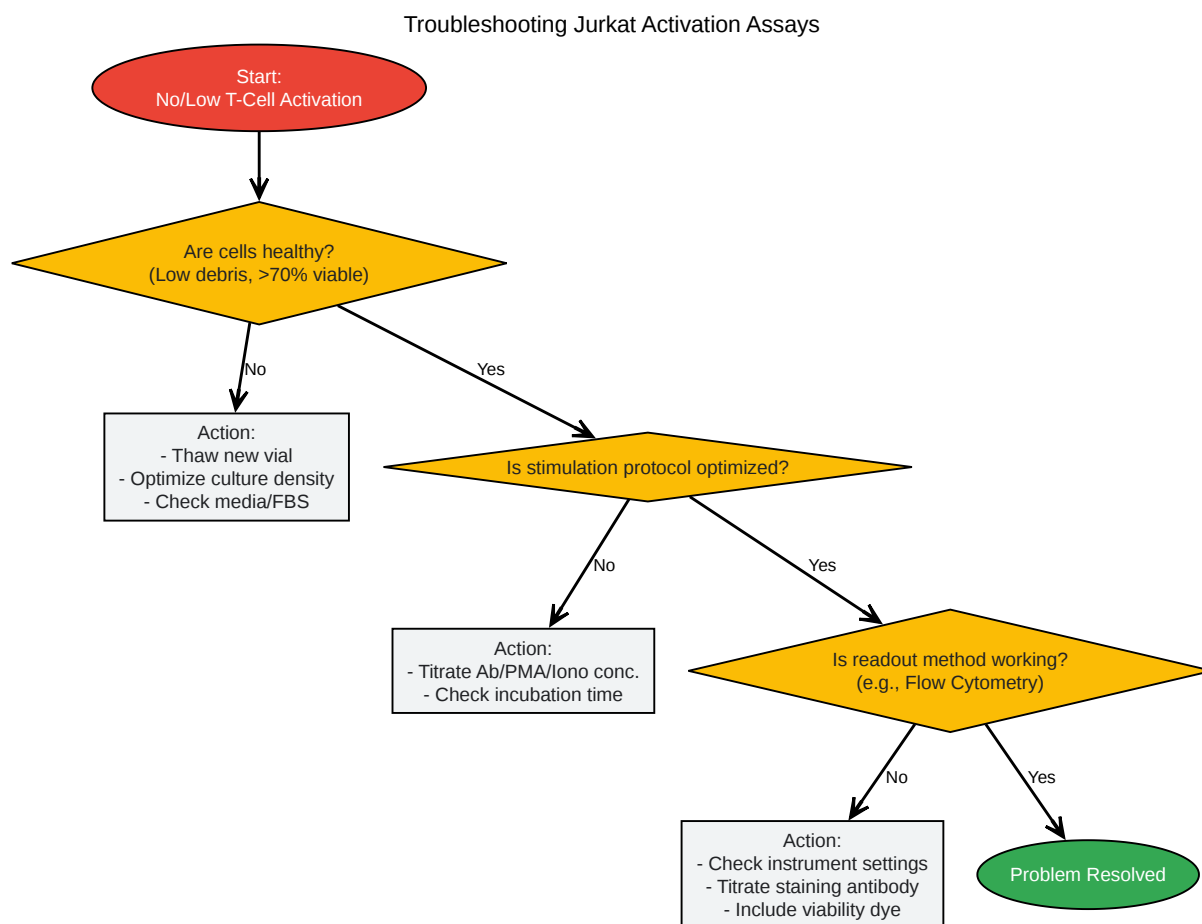 Troubleshooting Jurkat Activation Assays
Start:
No/Low T-Cell Activation
Are cells healthy?
(Low debris, >70% viable)
No
Yes
Action:
- Thaw new vial
- Optimize culture density
- Check media/FBS
Is stimulation protocol optimized?
No
Yes
Action:
- Titrate Ab/PMA/Iono conc.
- Check incubation time
Is readout method working?
(e.g., Flow Cytometry)
No
Yes
Action:
- Check instrument settings
- Titrate staining antibody
- Include viability dye
Problem Resolved